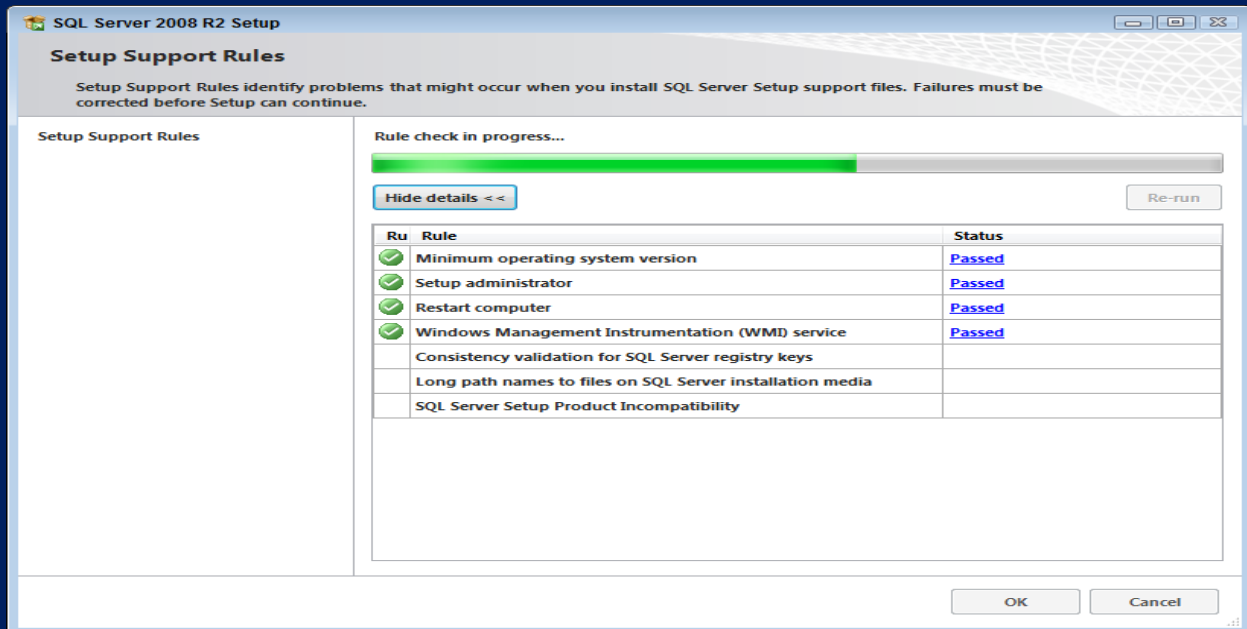 SQL Server 2008 R2 Setup
Setup Support Rules
Setup Support Rules identify problems that might occur when you install SQL Server Setup support files. Failures must be
corrected before Setup can continue.
Setup Support Rules
Rule check in progress...
Hide details <<
Re-run
Ru Rule Status
Minimum operating system version Passed
Setup administrator Passed
Restart computer Passed
Windows Management Instrumentation (WMI) service Passed
Consistency validation for SQL Server registry keys
Long path names to files on SQL Server installation media
SQL Server Setup Product Incompatibility
OK Cancel